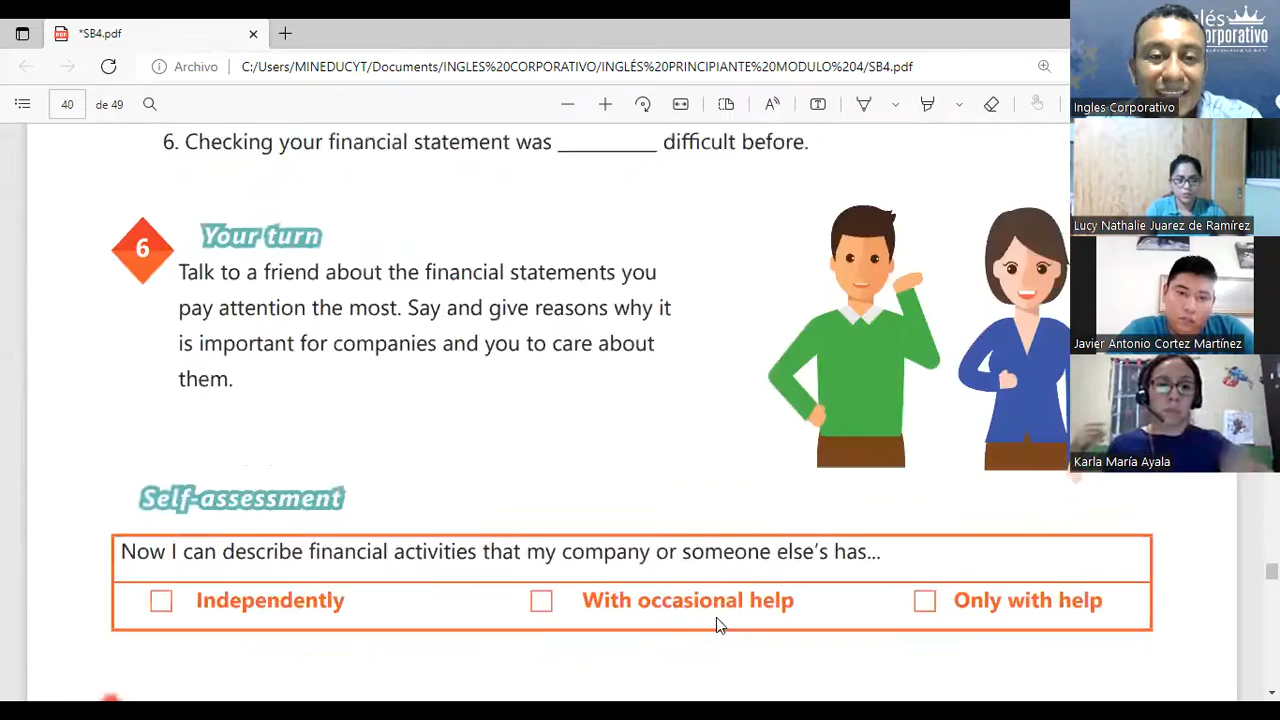 *SB4.pdf
Archivo
C:/Users/MINEDUCYT/Documents/INGLES%20CORPORATIVO/INGLÉS%20PRINCIPIANTE%20MODULO%204/SB4.pdf
40
de 49
6. Checking your financial statement was __________ difficult before.
6
Your turn
Talk to a friend about the financial statements you
pay attention the most. Say and give reasons why it
is important for companies and you to care about
them.
Self-assessment
Now I can describe financial activities that my company or someone else's has...
Independently
With occasional help
Only with help
Ingles Corporativo
Lucy Nathalie Juarez de Ramírez
Javier Antonio Cortez Martínez
Karla María Ayala